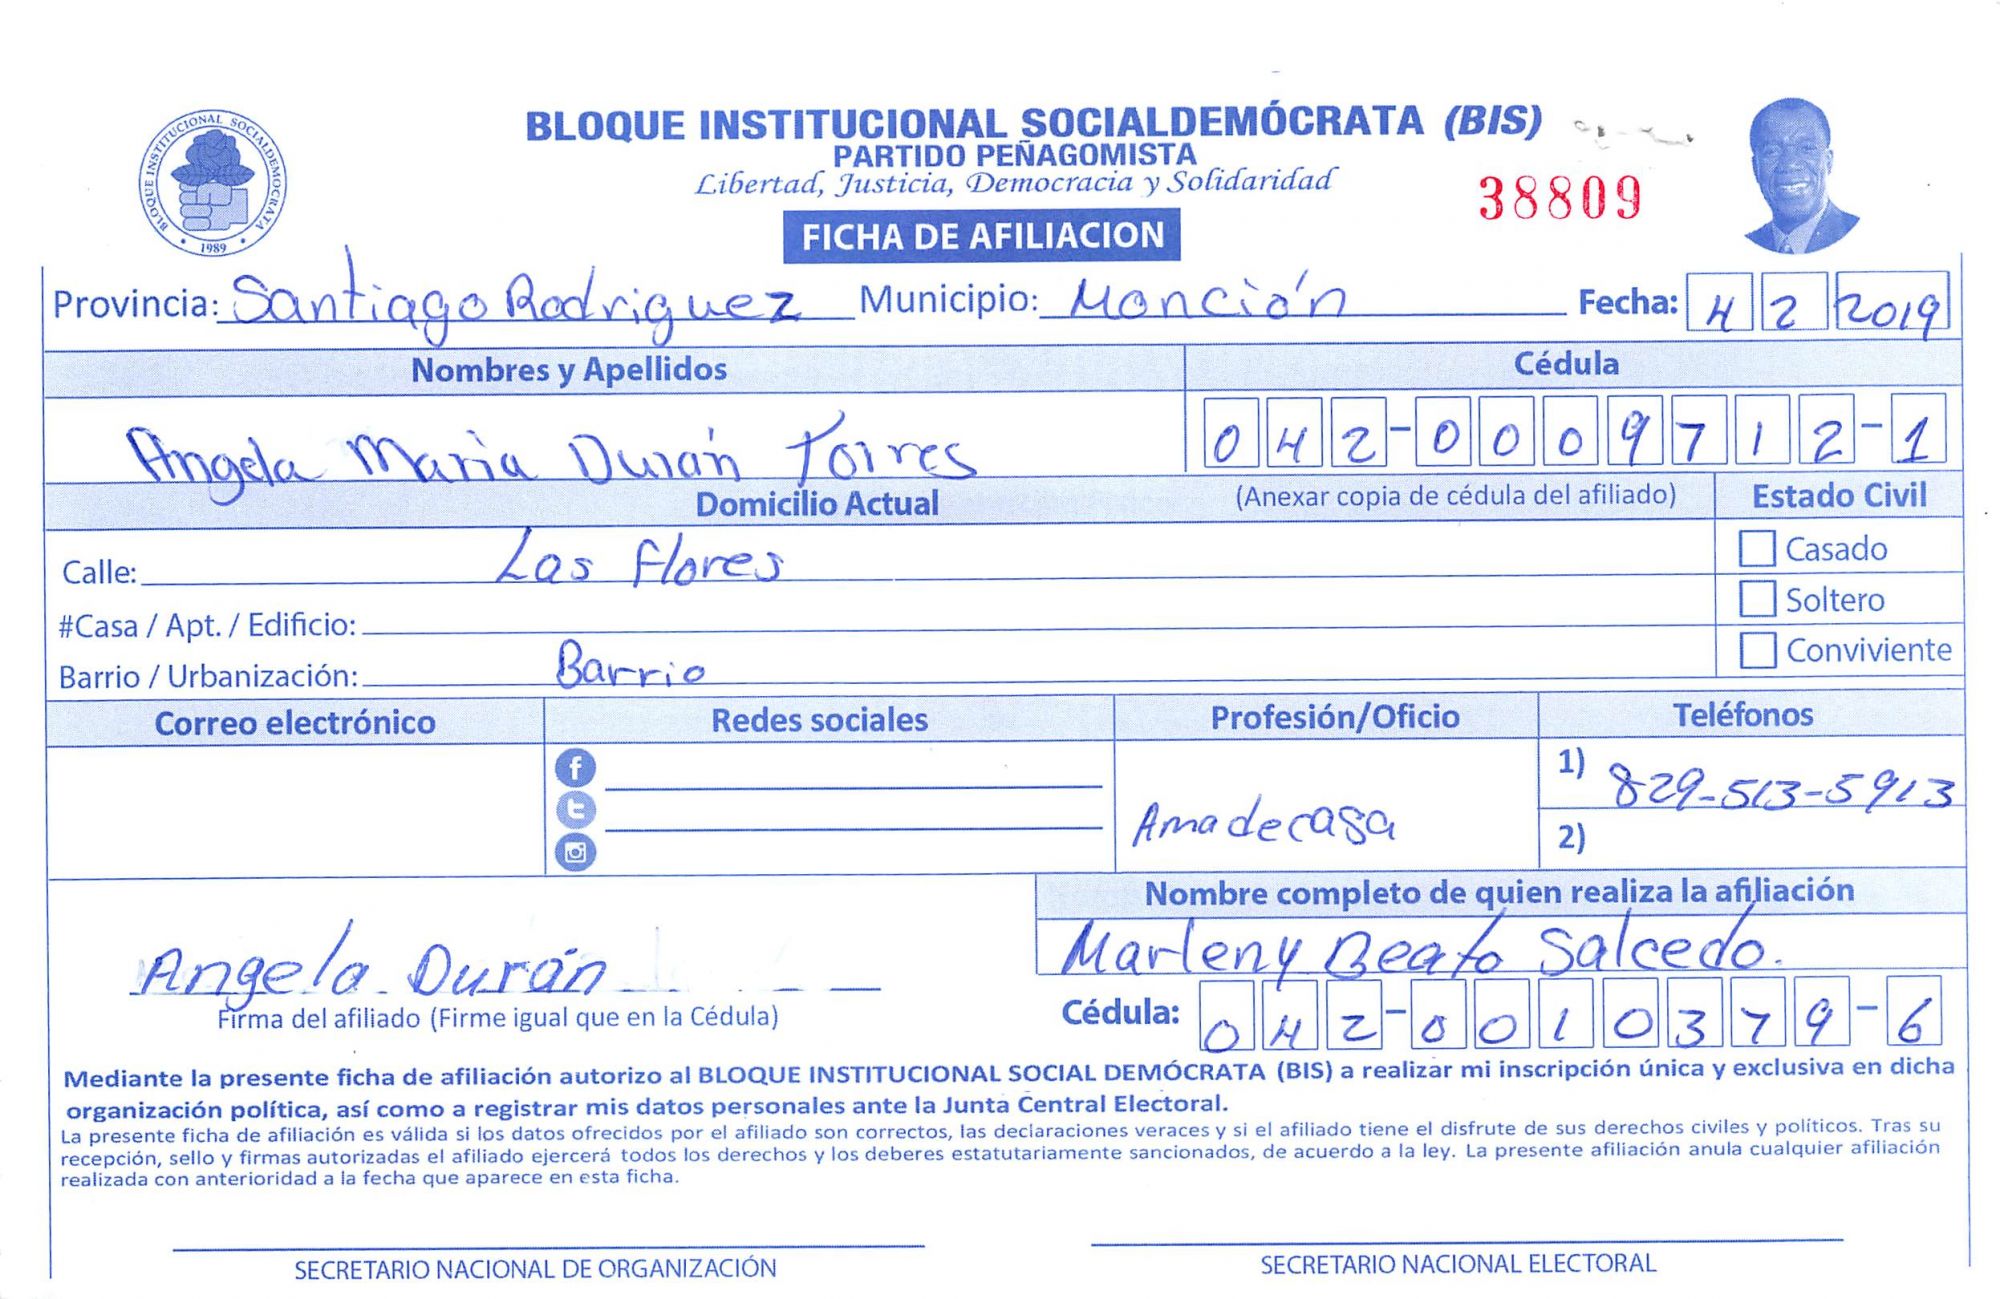 BLOQUE INSTITUCIONAL SOCIALDEMOCRATA
1989
BLOQUE INSTITUCIONAL SOCIALDEMÓCRATA (BIS)
PARTIDO PEÑAGOMISTA
Libertad, Justicia, Democracia y Solidaridad
38809
FICHA DE AFILIACION
Provincia: Santiago Rodriguez Municipio: Monción Fecha: 4 2 2019
Nombres y Apellidos Cédula
Angela Maria Durán Torres 042-0009712-1
Domicilio Actual (Anexar copia de cédula del afiliado) Estado Civil
Calle: Las Flores Casado
#Casa / Apt. / Edificio: Soltero
Barrio / Urbanización: Barrio Conviviente
Correo electrónico Redes sociales Profesión/Oficio Teléfonos
1) 829-513-5913
Amadecasa
2)
Nombre completo de quien realiza la afiliación
Marleny Beato Salcedo.
Angela Durán
Firma del afiliado (Firme igual que en la Cédula)
Cédula: 042-0010379-6
Mediante la presente ficha de afiliación autorizo al BLOQUE INSTITUCIONAL SOCIAL DEMÓCRATA (BIS) a realizar mi inscripción única y exclusiva en dicha
organización política, así como a registrar mis datos personales ante la Junta Central Electoral.
La presente ficha de afiliación es válida si los datos ofrecidos por el afiliado son correctos, las declaraciones veraces y si el afiliado tiene el disfrute de sus derechos civiles y políticos. Tras su
recepción, sello y firmas autorizadas el afiliado ejercerá todos los derechos y los deberes estatutariamente sancionados, de acuerdo a la ley. La presente afiliación anula cualquier afiliación
realizada con anterioridad a la fecha que aparece en esta ficha.
SECRETARIO NACIONAL DE ORGANIZACIÓN SECRETARIO NACIONAL ELECTORAL